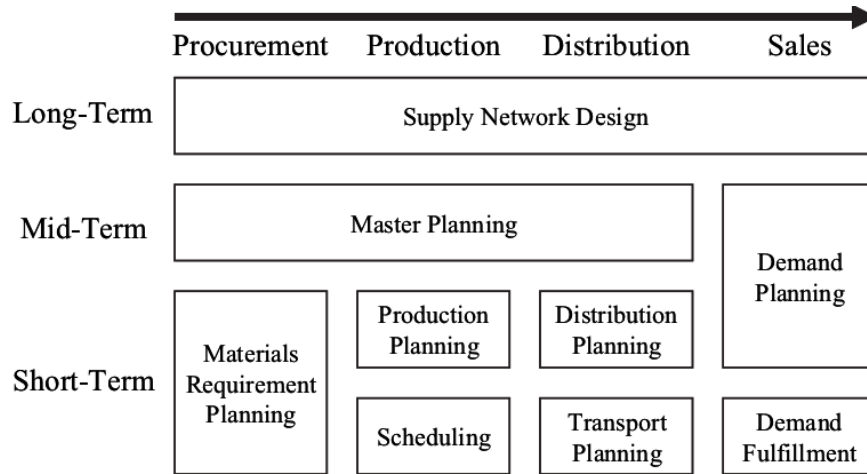 Procurement Production Distribution Sales
Long-Term
Supply Network Design
Mid-Term
Master Planning
Demand
Planning
Short-Term
Materials
Requirement
Planning
Production
Planning
Distribution
Planning
Scheduling
Transport
Planning
Demand
Fulfillment